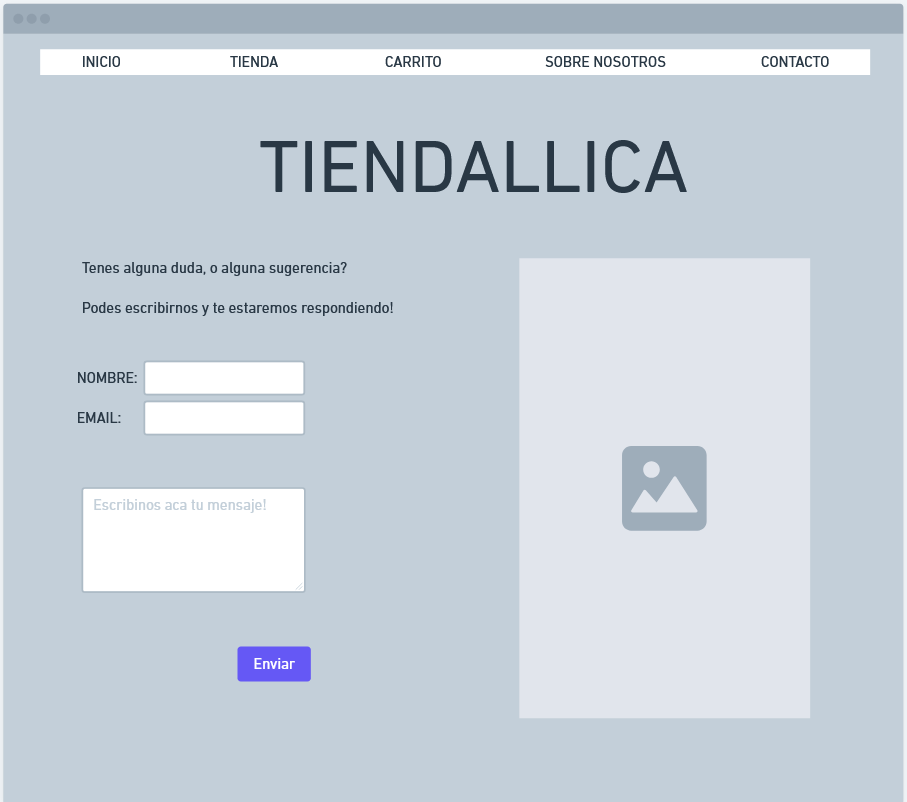 INICIO TIENDA CARRITO SOBRE NOSOTROS CONTACTO
TIENDALLICA
Tenes alguna duda, o alguna sugerencia?
Podes escribirnos y te estaremos respondiendo!
NOMBRE:
EMAIL:
Escribinos aca tu mensaje!
Enviar